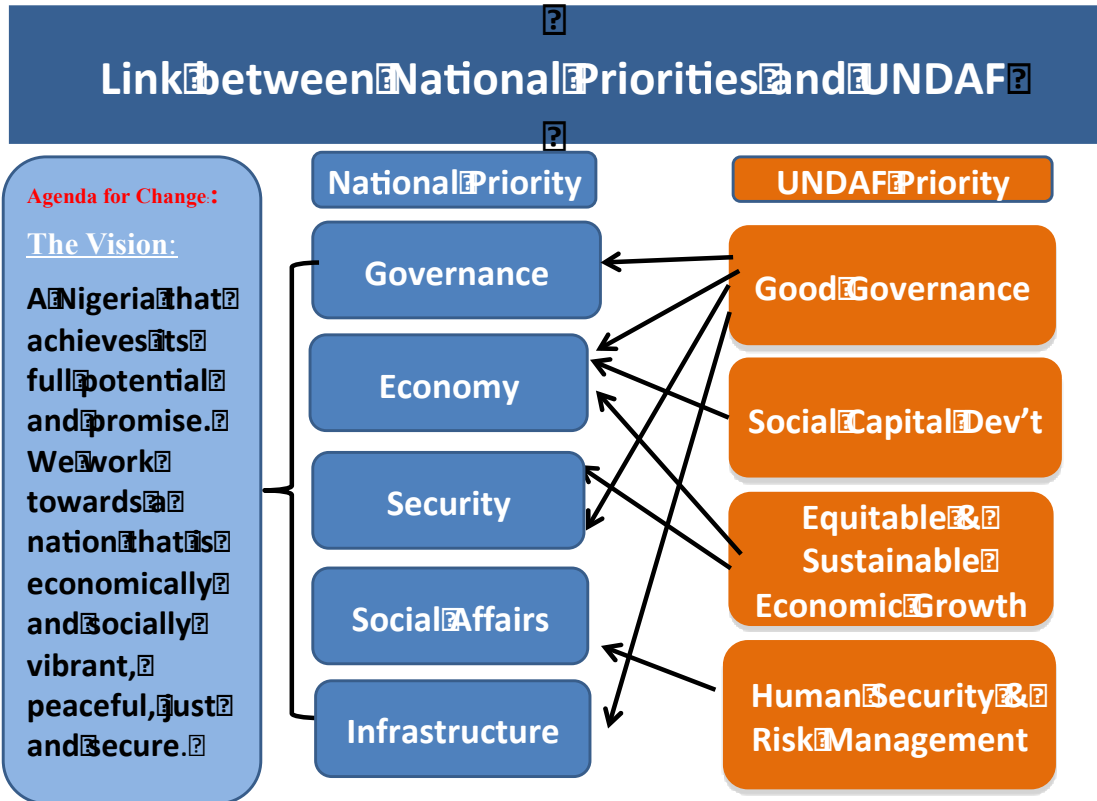 Link between National Priorities and UNDAF
Agenda for Change:
The Vision:
A Nigeria that
achieves its
full potential
and promise.
We work
towards a
nation that is
economically
and socially
vibrant,
peaceful, just
and secure.
National Priority
Governance
Economy
Security
Social Affairs
Infrastructure
UNDAF Priority
Good Governance
Social Capital Dev't
Equitable &
Sustainable
Economic Growth
Human Security &
Risk Management